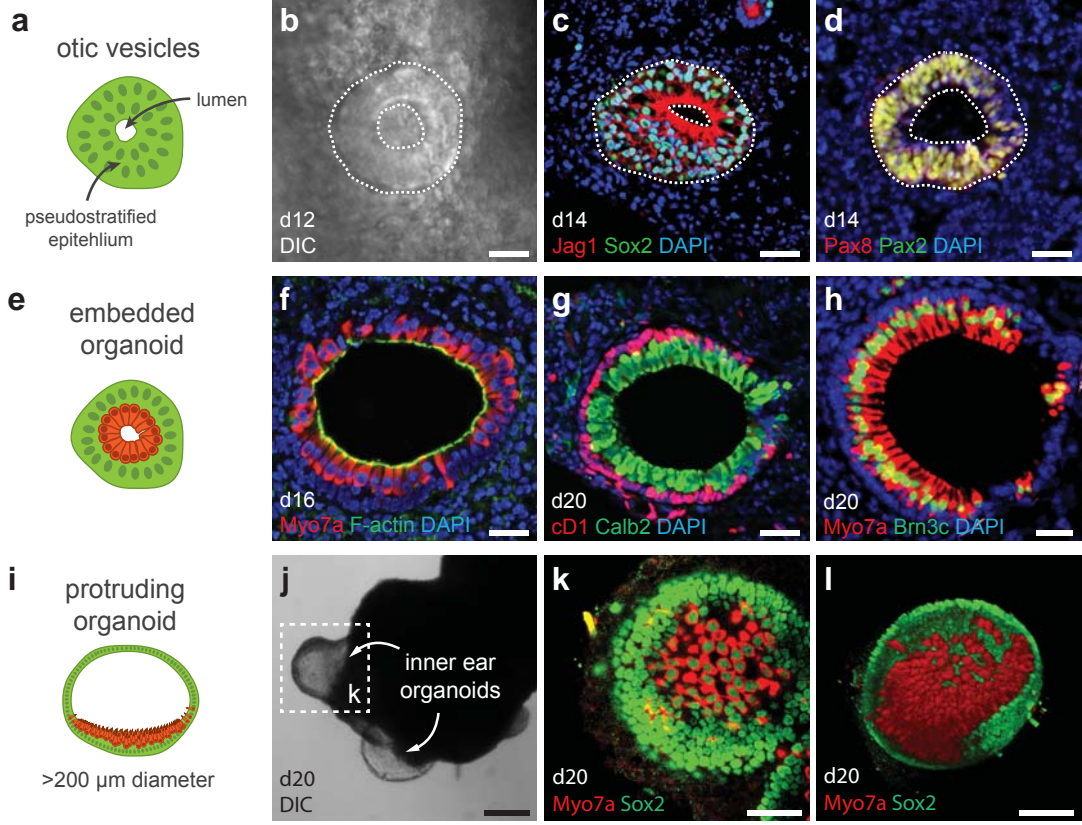 a
otic vesicles
lumen
pseudostratified
epitehlium
b
d12
DIC
c
d14
Jag1 Sox2 DAPI
d
d14
Pax8 Pax2 DAPI
e
embedded
organoid
f
d16
Myo7a F-actin DAPI
g
d20
cD1 Calb2 DAPI
h
d20
Myo7a Brn3c DAPI
i
protruding
organoid
>200 µm diameter
j
inner ear
organoids
k
d20
DIC
k
d20
Myo7a Sox2
l
d20
Myo7a Sox2